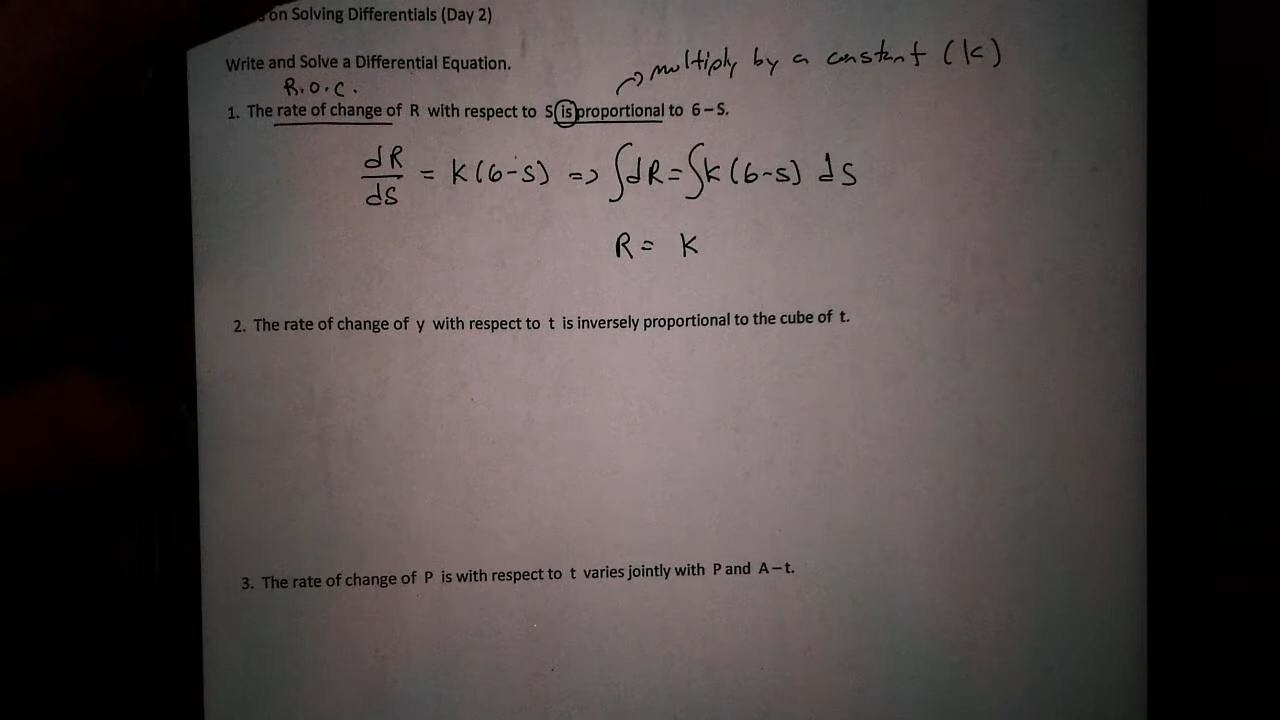 on Solving Differentials (Day 2)
Write and Solve a Differential Equation.
multiply by a constant (k)
R.O.C.
1. The rate of change of R with respect to S is proportional to 6-S.
dR/dS = k(6-s) => ∫dR=∫k(6-s) ds
R= k
2. The rate of change of y with respect to t is inversely proportional to the cube of t.
3. The rate of change of P is with respect to t varies jointly with P and A-t.